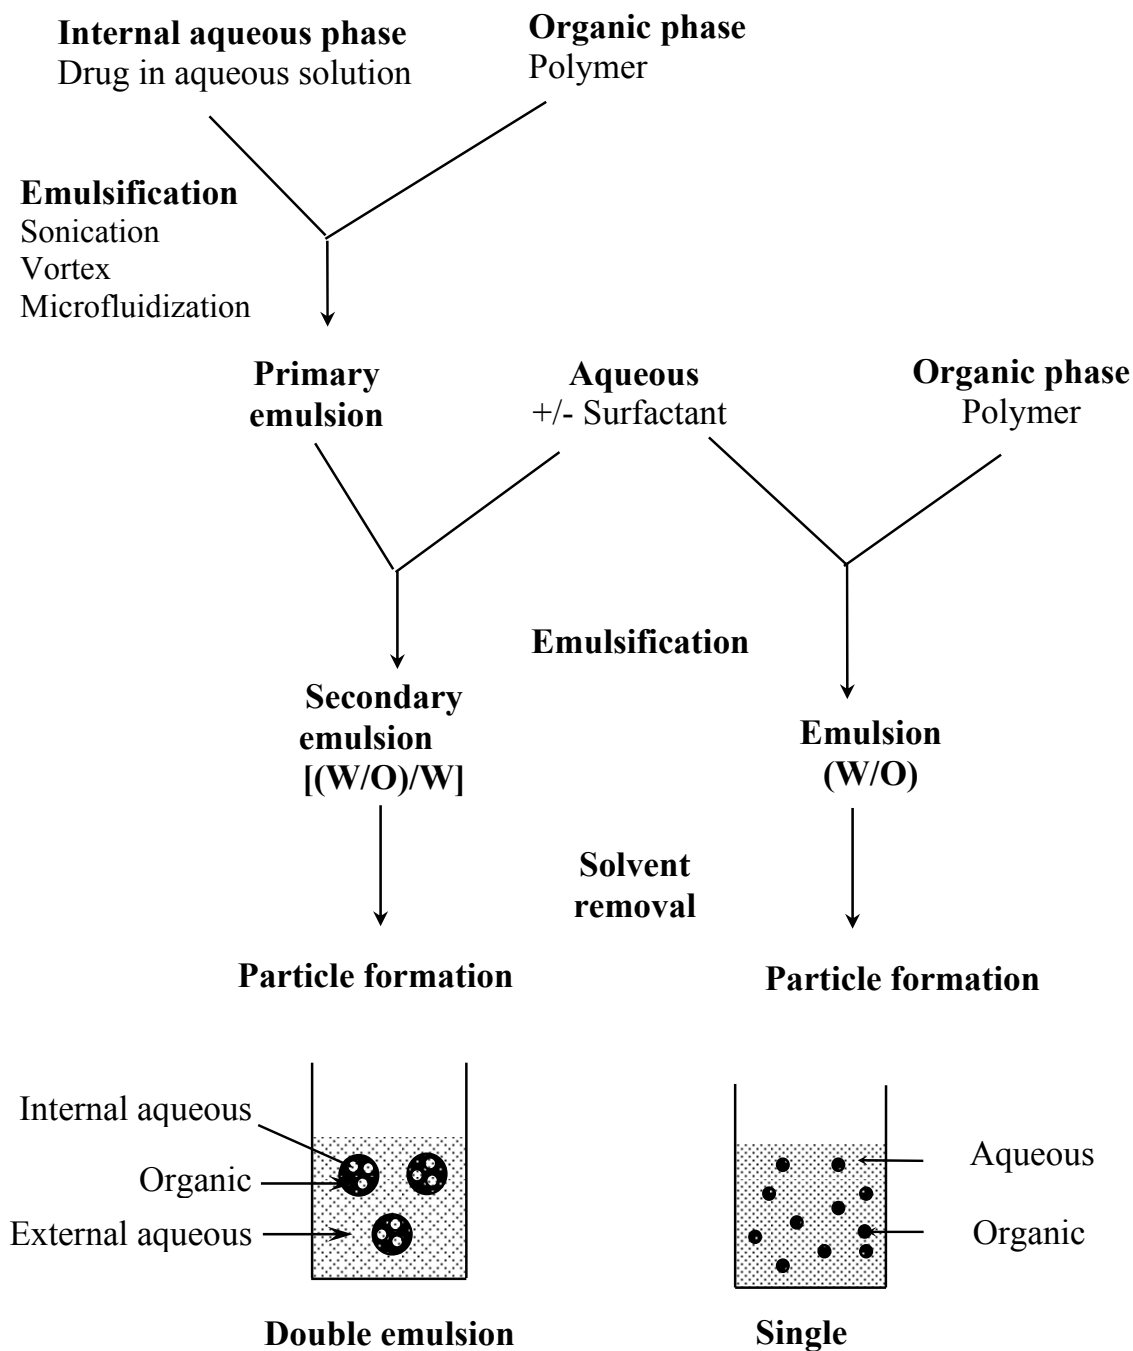 Internal aqueous phase
Drug in aqueous solution
Organic phase
Polymer
Emulsification
Sonication
Vortex
Microfluidization
Primary
emulsion
Aqueous
+/- Surfactant
Organic phase
Polymer
Emulsification
Secondary
emulsion
[(W/O)/W]
Emulsion
(W/O)
Solvent
removal
Particle formation
Particle formation
Internal aqueous
Organic
External aqueous
Aqueous
Organic
Double emulsion
Single